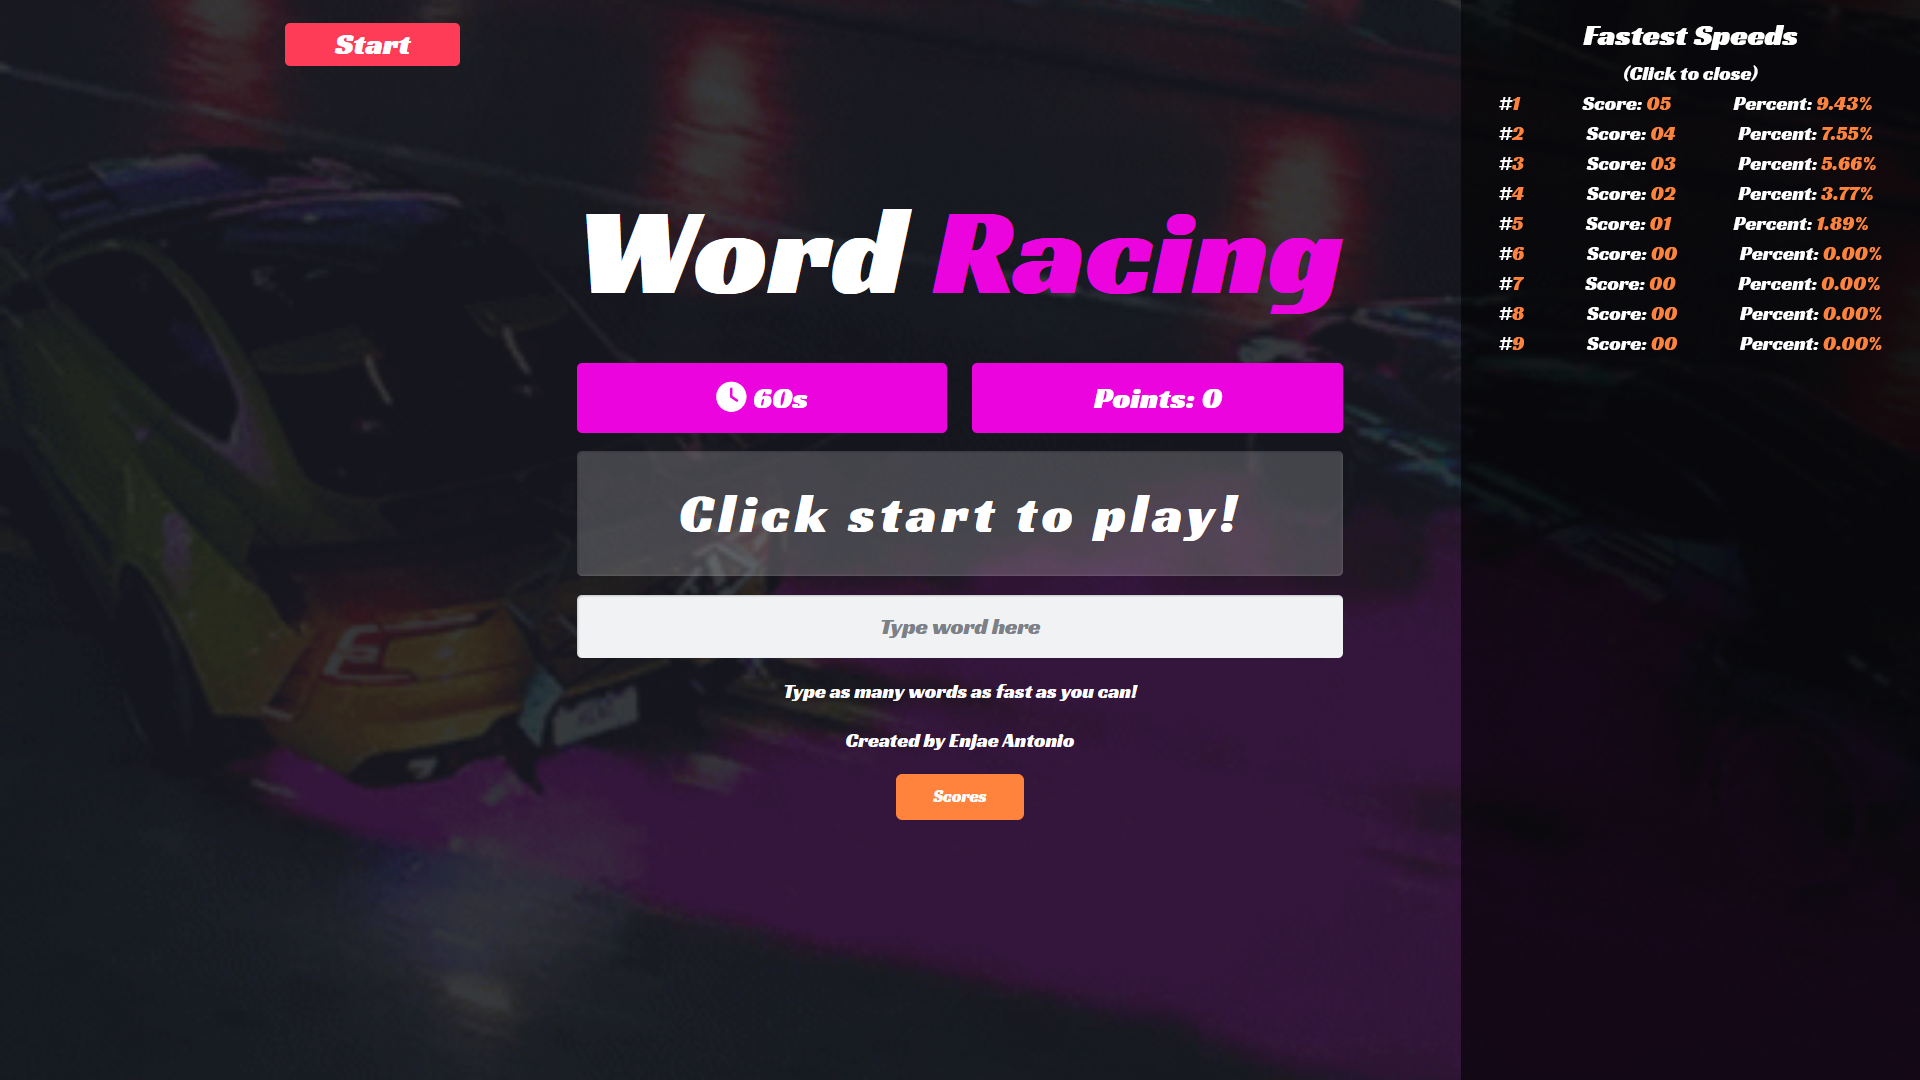 Start
Word Racing
60s
Points: 0
Click start to play!
Type word here
Type as many words as fast as you can!
Created by Enjae Antonio
Scores
Fastest Speeds
(Click to close)
#1 Score: 05 Percent: 9.43%
#2 Score: 04 Percent: 7.55%
#3 Score: 03 Percent: 5.66%
#4 Score: 02 Percent: 3.77%
#5 Score: 01 Percent: 1.89%
#6 Score: 00 Percent: 0.00%
#7 Score: 00 Percent: 0.00%
#8 Score: 00 Percent: 0.00%
#9 Score: 00 Percent: 0.00%